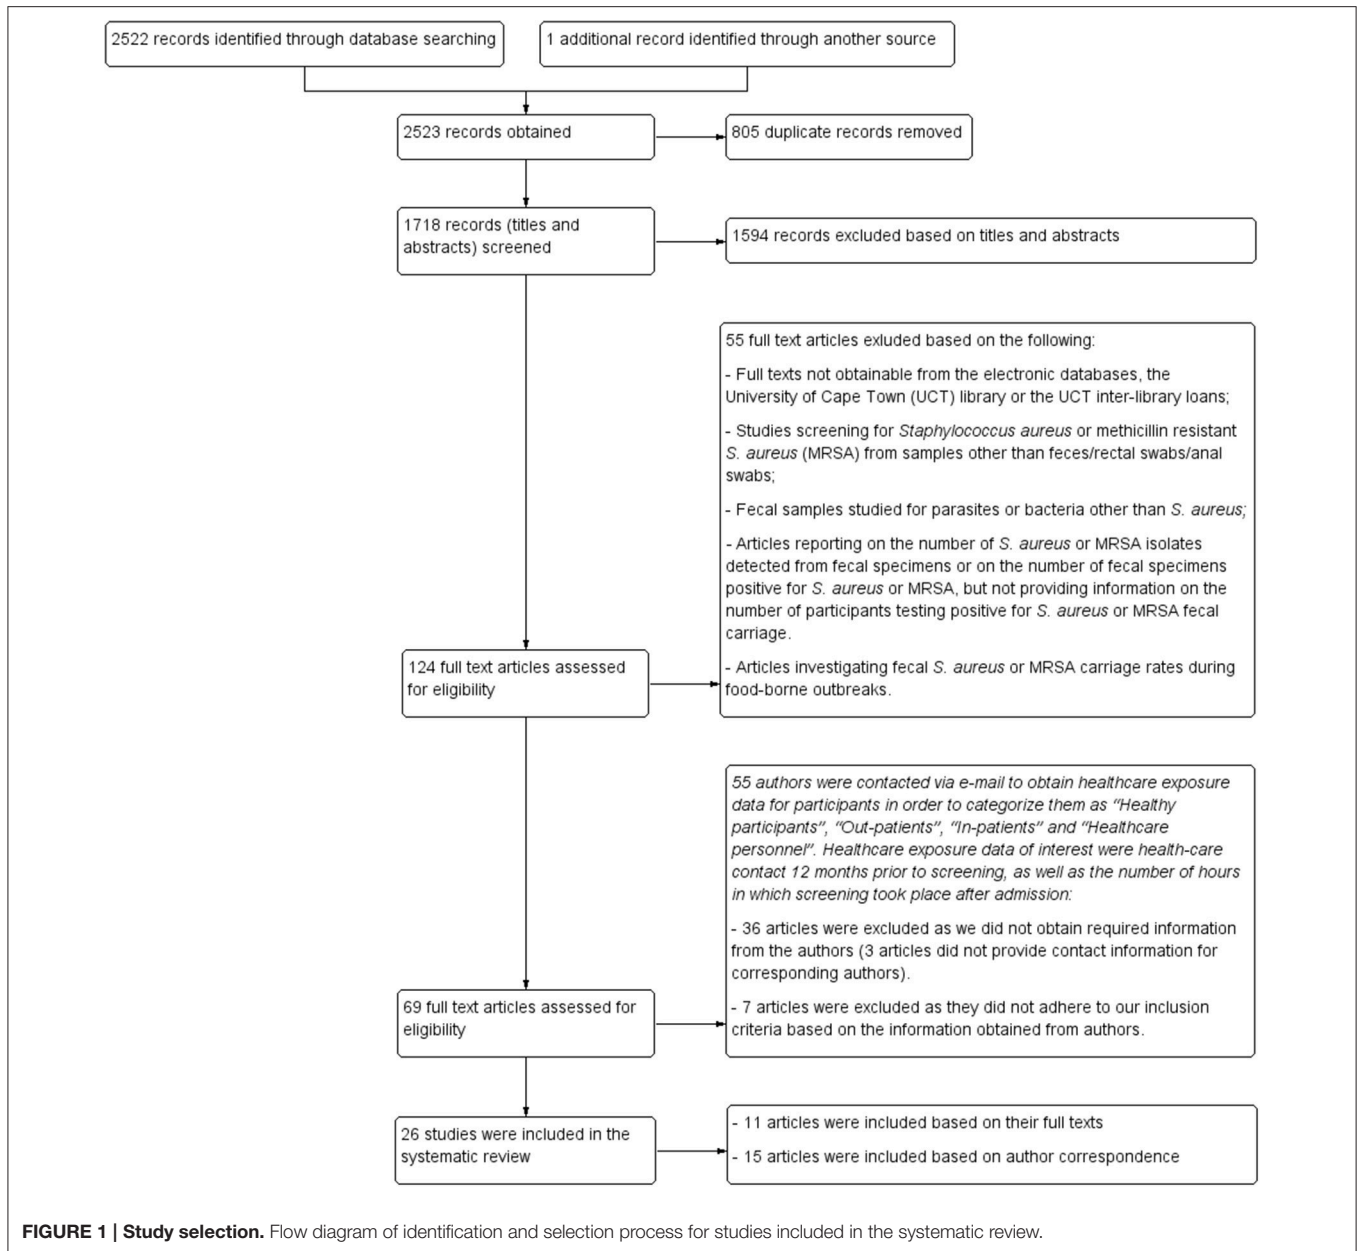 2522 records identified through database searching
1 additional record identified through another source
2523 records obtained
805 duplicate records removed
1718 records (titles and
abstracts) screened
1594 records excluded based on titles and abstracts
55 full text articles exluded based on the following:
- Full texts not obtainable from the electronic databases, the
University of Cape Town (UCT) library or the UCT inter-library loans;
- Studies screening for Staphylococcus aureus or methicillin resistant
S. aureus (MRSA) from samples other than feces/rectal swabs/anal
swabs;
- Fecal samples studied for parasites or bacteria other than S. aureus;
- Articles reporting on the number of S. aureus or MRSA isolates
detected from fecal specimens or on the number of fecal specimens
positive for S. aureus or MRSA, but not providing information on the
number of participants testing positive for S. aureus or MRSA fecal
carriage.
- Articles investigating fecal S. aureus or MRSA carriage rates during
food-borne outbreaks.
124 full text articles assessed
for eligibility
55 authors were contacted via e-mail to obtain healthcare exposure
data for participants in order to categorize them as "Healthy
participants", "Out-patients", "In-patients" and "Healthcare
personnel". Healthcare exposure data of interest were health-care
contact 12 months prior to screening, as well as the number of hours
in which screening took place after admission:
- 36 articles were excluded as we did not obtain required information
from the authors (3 articles did not provide contact information for
corresponding authors).
- 7 articles were excluded as they did not adhere to our inclusion
criteria based on the information obtained from authors.
69 full text articles assessed for
eligibility
26 studies were included in the
systematic review
- 11 articles were included based on their full texts
- 15 articles were included based on author correspondence
FIGURE 1 | Study selection. Flow diagram of identification and selection process for studies included in the systematic review.